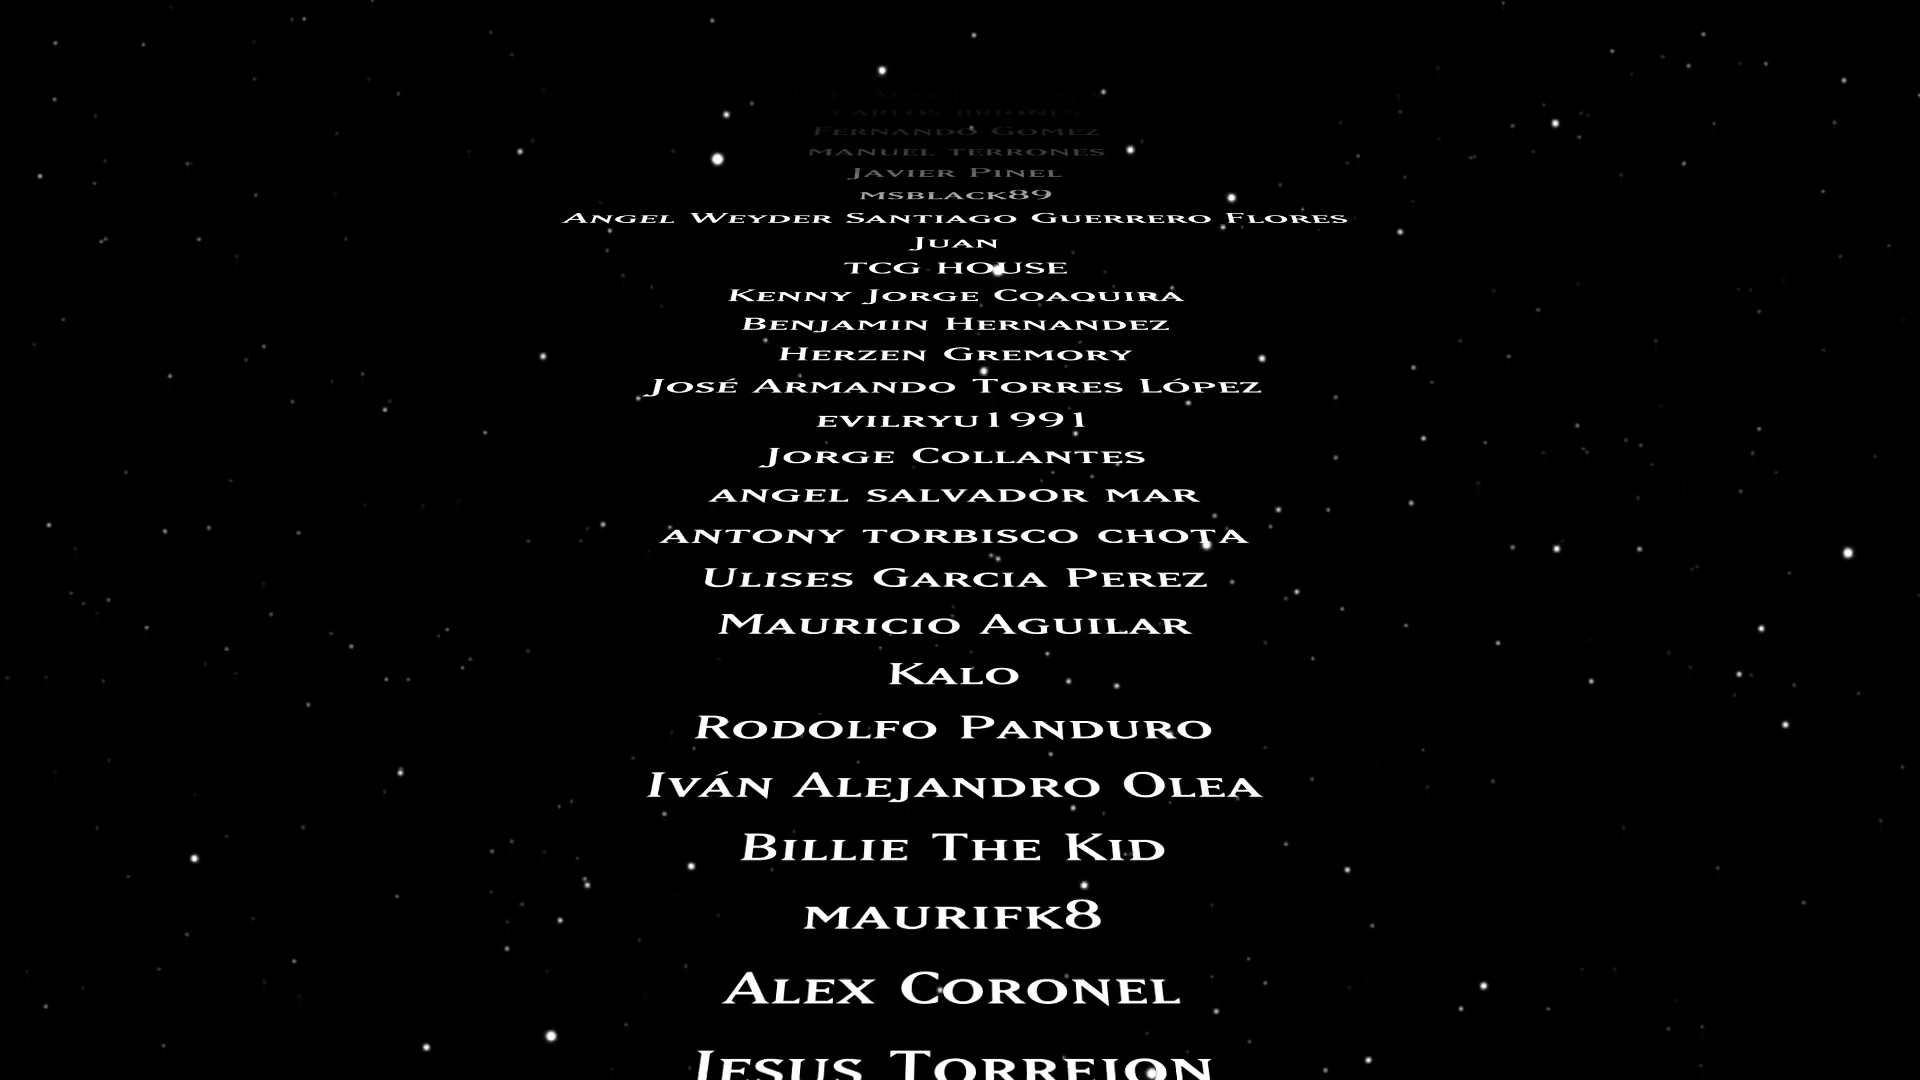 Carlos Briones
Fernando Gomez
manuel terrones
Javier Pinel
msblack89
Angel Weyder Santiago Guerrero Flores
Juan
TCG HOUSE
Kenny Jorge Coaquira
Benjamin Hernandez
Herzen Gremory
José Armando Torres López
evilryu1991
Jorge Collantes
angel salvador mar
antony torbisco chota
Ulises Garcia Perez
Mauricio Aguilar
Kalo
Rodolfo Panduro
Iván Alejandro Olea
Billie The Kid
maurifk8
Alex Coronel
Jesus Torrejon